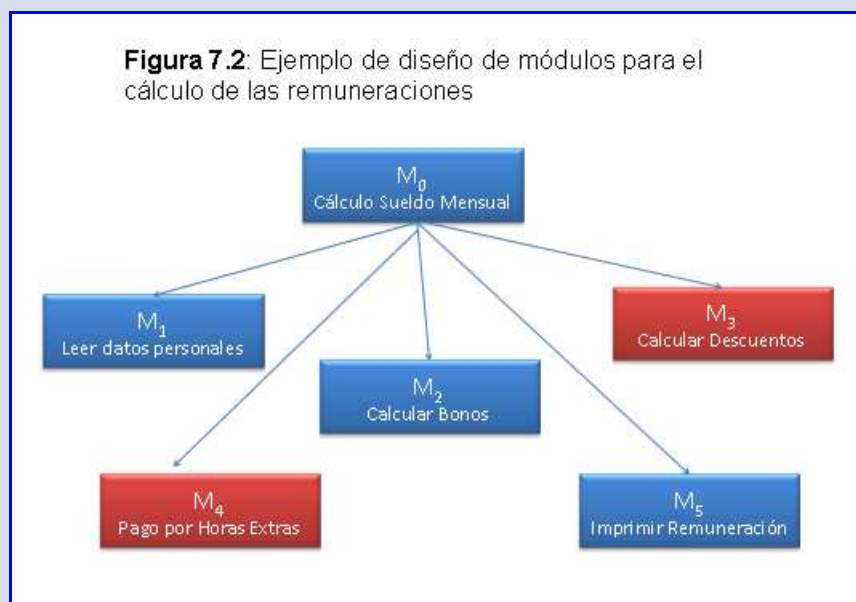 Figura 7.2: Ejemplo de diseño de módulos para el
cálculo de las remuneraciones
M0
Cálculo Sueldo Mensual
M1
Leer datos personales
M3
Calcular Descuentos
M2
Calcular Bonos
M4
Pago por Horas Extras
M5
Imprimir Remuneración